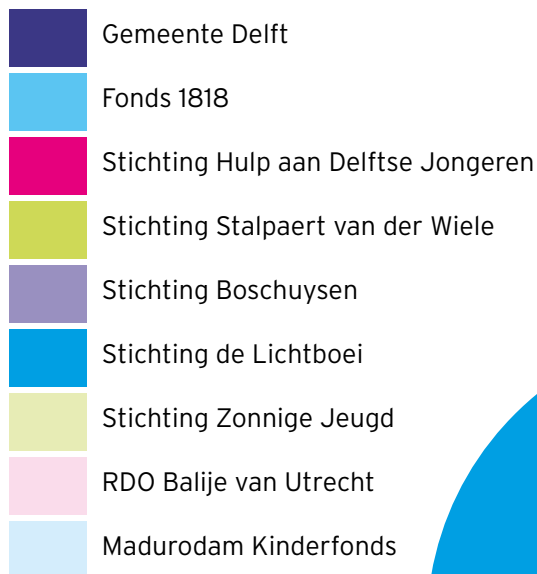 Gemeente Delft
Fonds 1818
Stichting Hulp aan Delftse Jongeren
Stichting Stalpaert van der Wiele
Stichting Boschuysen
Stichting de Lichtboei
Stichting Zonnige Jeugd
RDO Balije van Utrecht
Madurodam Kinderfonds